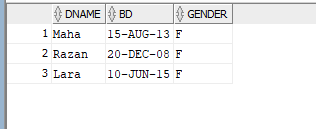 DNAME BD GENDER
1 Maha 15-AUG-13 F
2 Razan 20-DEC-08 F
3 Lara 10-JUN-15 F